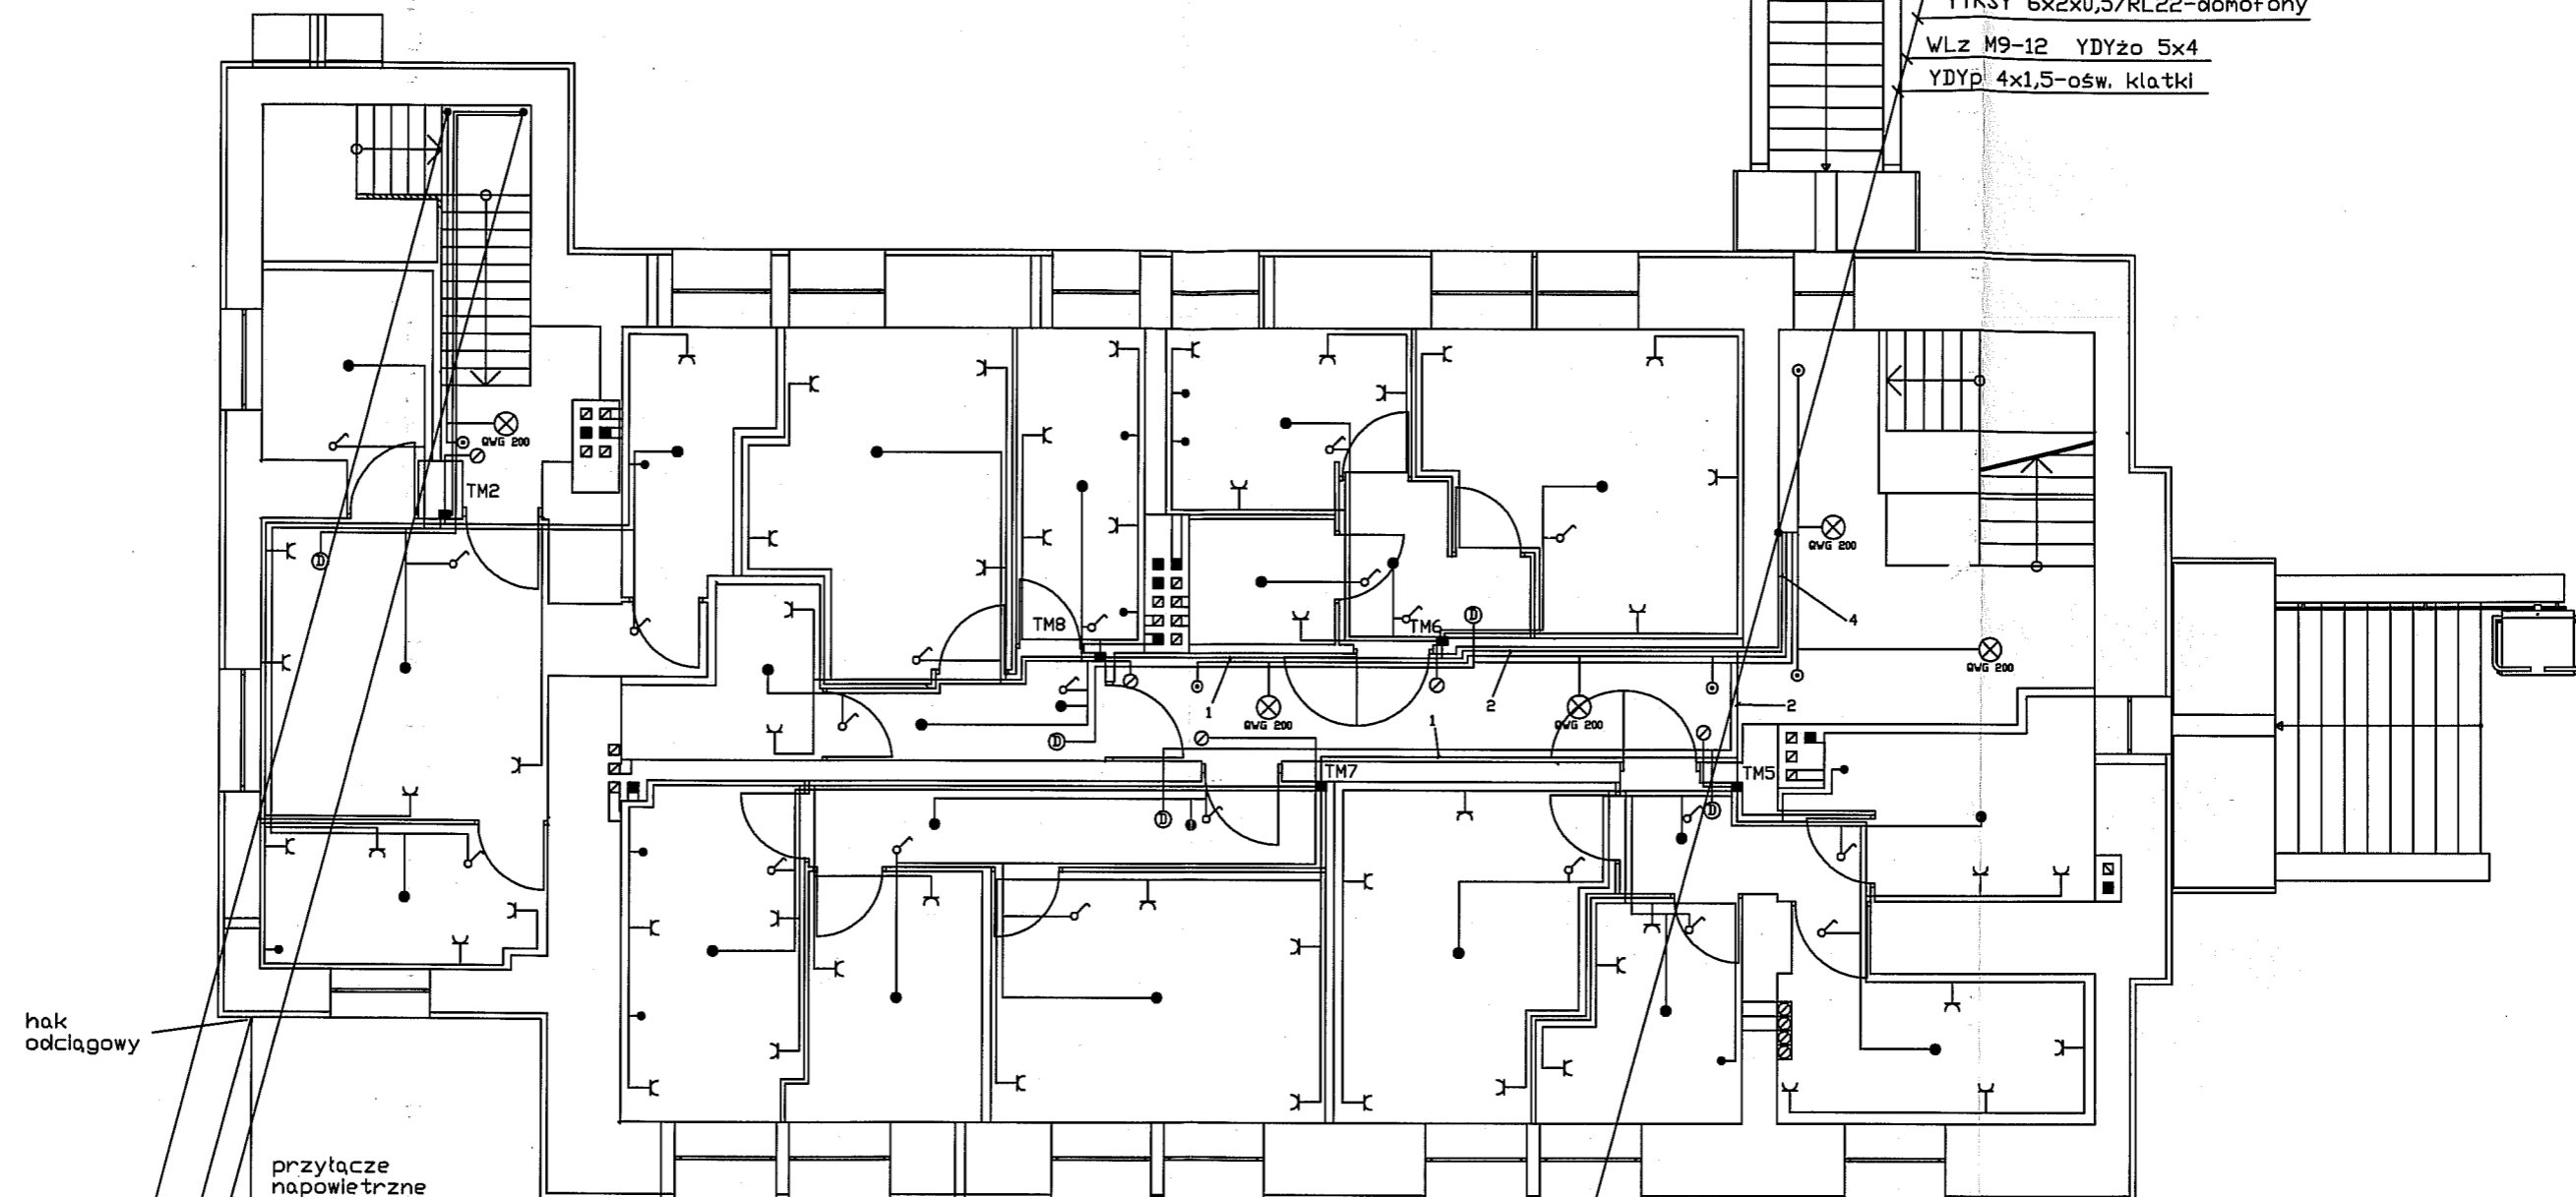 YTKSY 6x2x0,5/RL22-domofony
WLz M9-12 YDYżo 5x4
YDYp 4x1,5-ośw. klatki
QWG 200
TM2
D
QWG 200
TM8
TM6
D
4
QWG 200
1
QWG 200
2
1
QWG 200
2
D
TM7
TM5
D
D
hak
odciągowy
przyłącze
napowietrzne